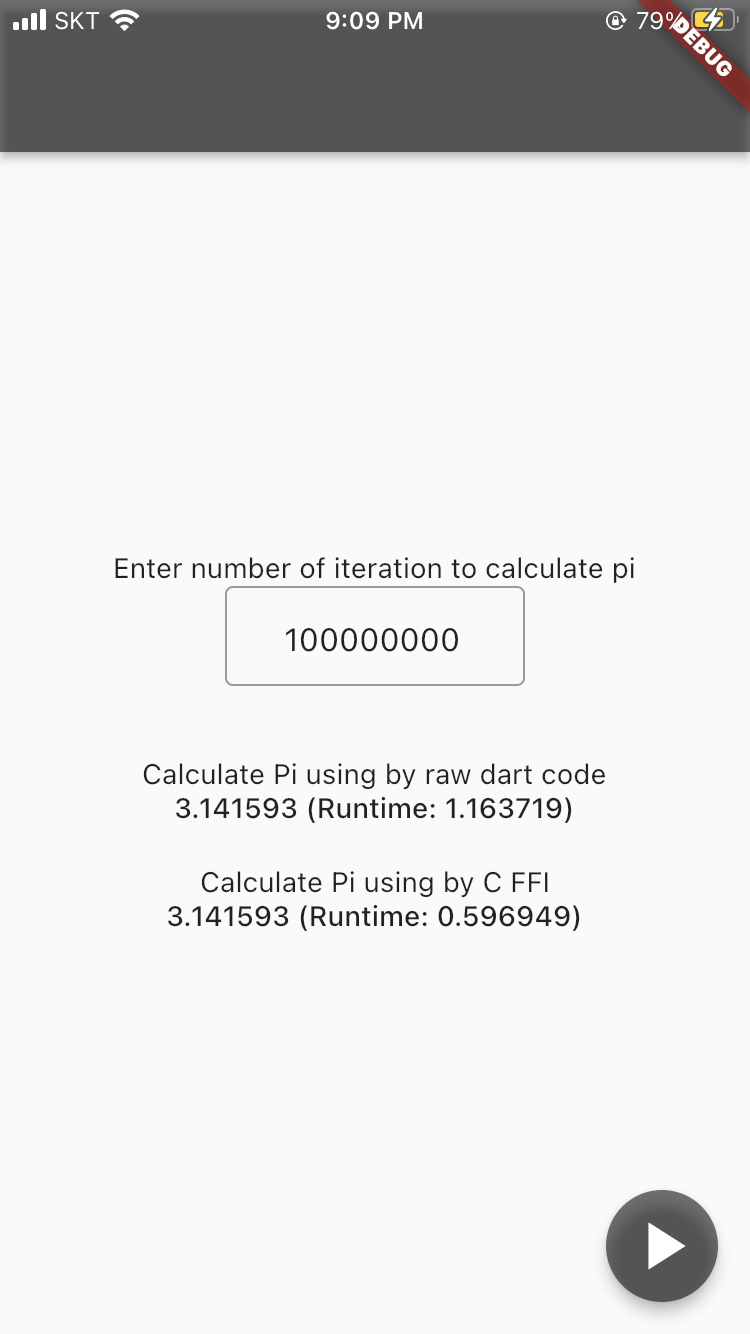 SKT 9:09 PM 79%
DEBUG
Enter number of iteration to calculate pi
100000000
Calculate Pi using by raw dart code
3.141593 (Runtime: 1.163719)
Calculate Pi using by C FFI
3.141593 (Runtime: 0.596949)